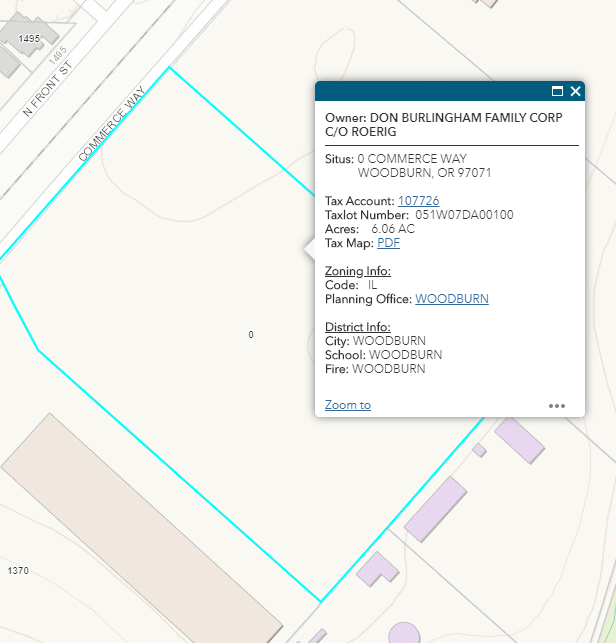 1495
1495
N FRONT ST
COMMERCE WAY
Owner: DON BURLINGHAM FAMILY CORP
C/O ROERIG
Situs: 0 COMMERCE WAY
WOODBURN, OR 97071
Tax Account: 107726
Taxlot Number: 051W07DA00100
Acres: 6.06 AC
Tax Map: PDF
Zoning Info:
Code: IL
Planning Office: WOODBURN
District Info:
City: WOODBURN
School: WOODBURN
Fire: WOODBURN
Zoom to
0
1370